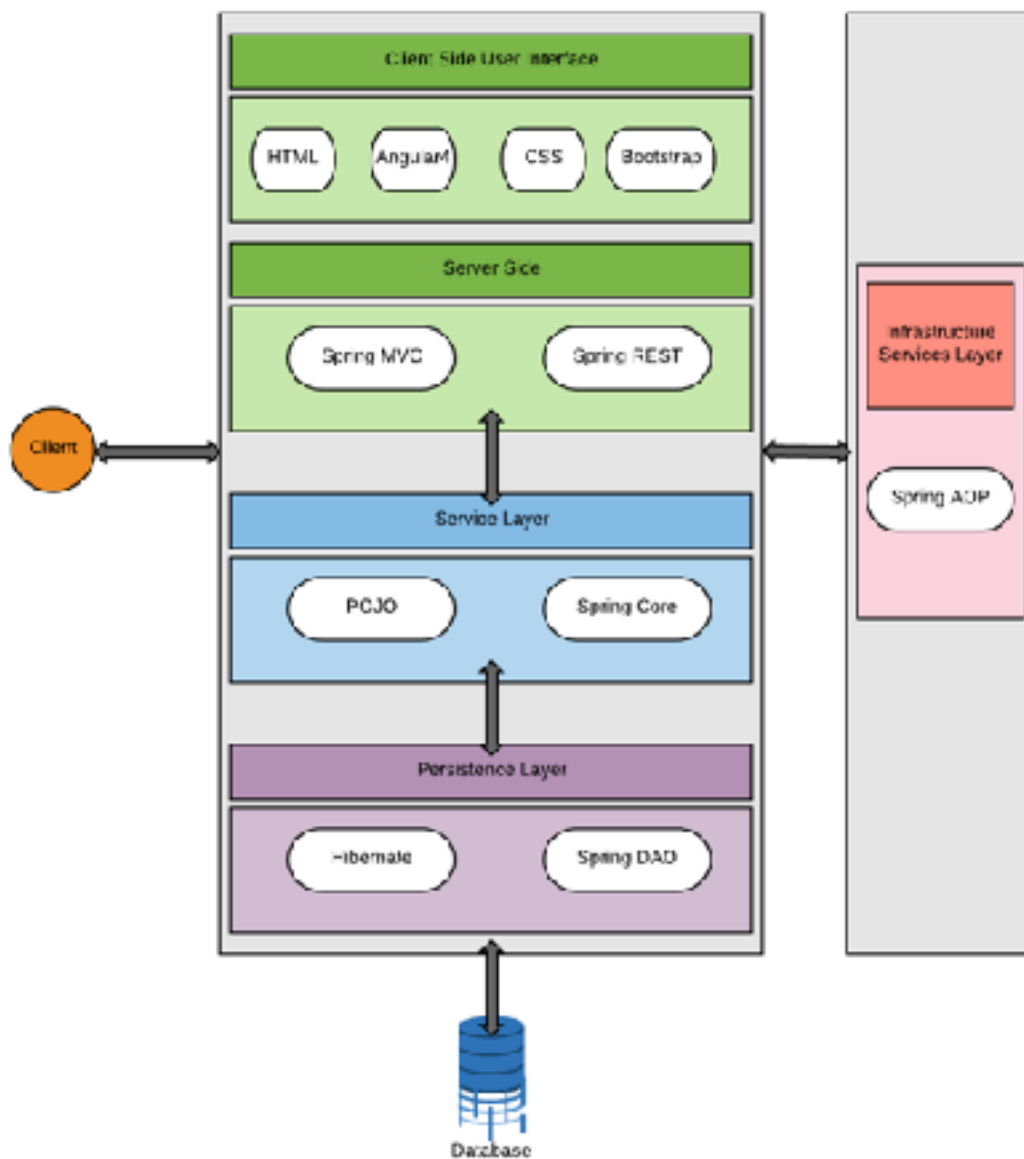 Client Side User Interface
HTML
Angular4
CSS
Bootstrap
Server Side
Spring MVC
Spring REST
Client
Infrastructure
Services Layer
Spring AOP
Service Layer
POJO
Spring Core
Persistence Layer
Hibernate
Spring DAO
Database